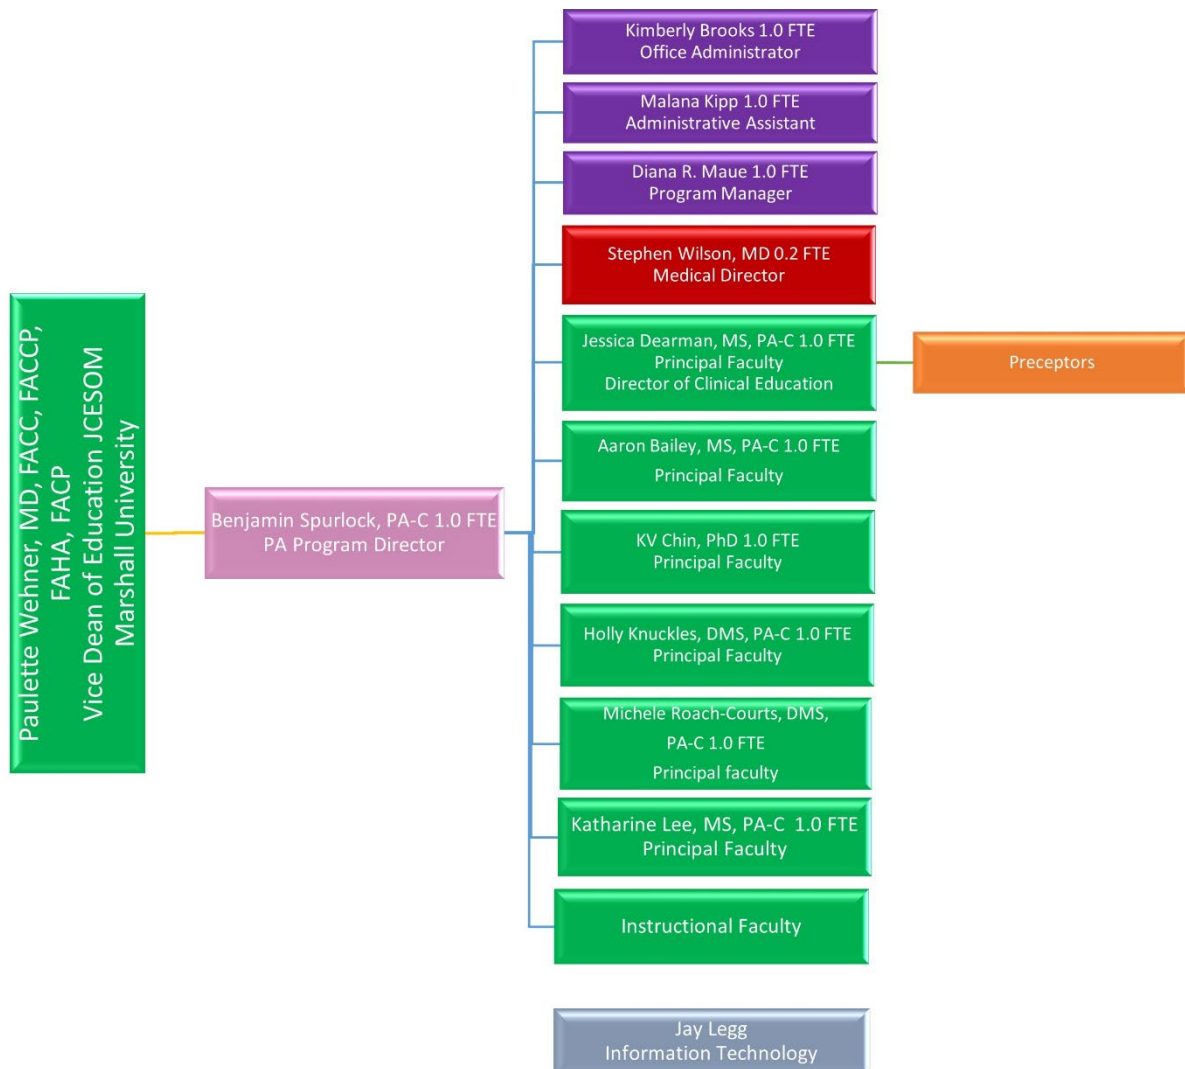 Kimberly Brooks 1.0 FTE
Office Administrator
Malana Kipp 1.0 FTE
Administrative Assistant
Diana R. Maue 1.0 FTE
Program Manager
Stephen Wilson, MD 0.2 FTE
Medical Director
Paulette Wehner, MD, FACC, FACCP,
FAHA, FACP
Vice Dean of Education JCESOM
Marshall University
Benjamin Spurlock, PA-C 1.0 FTE
PA Program Director
Jessica Dearman, MS, PA-C 1.0 FTE
Principal Faculty
Director of Clinical Education
Preceptors
Aaron Bailey, MS, PA-C 1.0 FTE
Principal Faculty
KV Chin, PhD 1.0 FTE
Principal Faculty
Holly Knuckles, DMS, PA-C 1.0 FTE
Principal Faculty
Michele Roach-Courts, DMS,
PA-C 1.0 FTE
Principal faculty
Katharine Lee, MS, PA-C 1.0 FTE
Principal Faculty
Instructional Faculty
Jay Legg
Information Technology